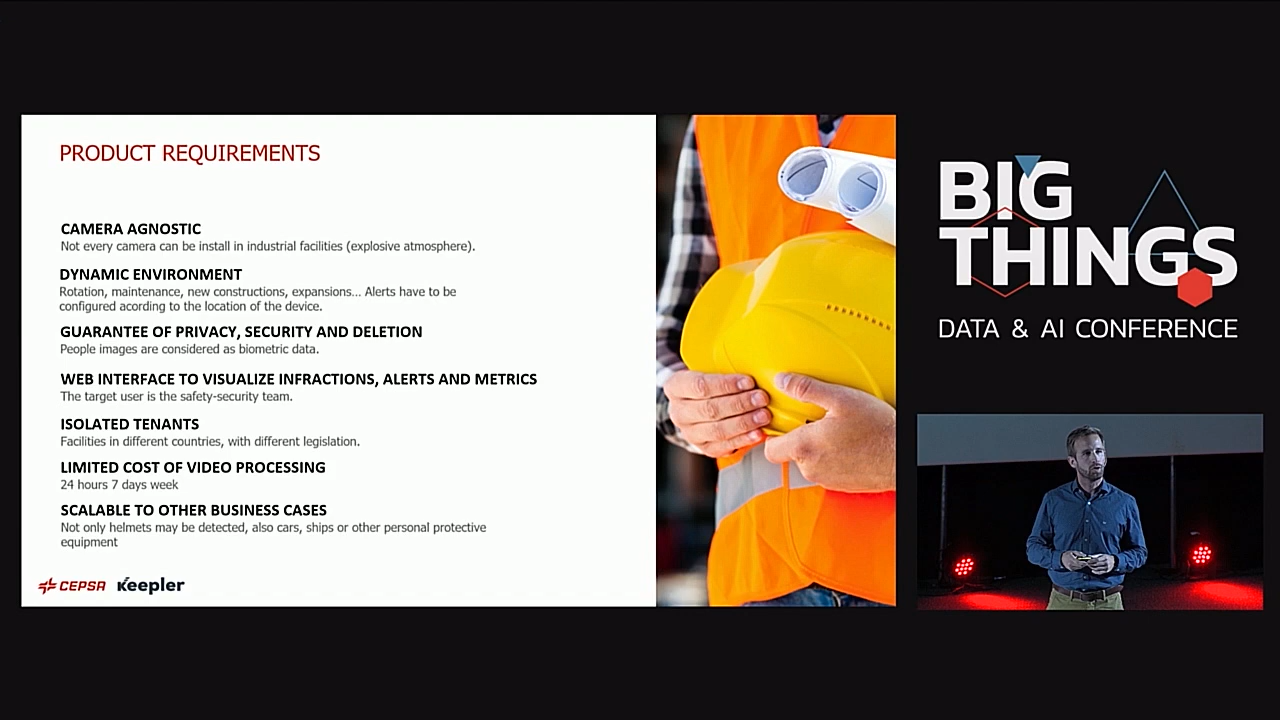 PRODUCT REQUIREMENTS
CAMERA AGNOSTIC
Not every camera can be install in industrial facilities (explosive atmosphere).
DYNAMIC ENVIRONMENT
Rotation, maintenance, new constructions, expansions... Alerts have to be
configured acording to the location of the device.
GUARANTEE OF PRIVACY, SECURITY AND DELETION
People images are considered as biometric data.
WEB INTERFACE TO VISUALIZE INFRACTIONS, ALERTS AND METRICS
The target user is the safety-security team.
ISOLATED TENANTS
Facilities in different countries, with different legislation.
LIMITED COST OF VIDEO PROCESSING
24 hours 7 days week
SCALABLE TO OTHER BUSINESS CASES
Not only helmets may be detected, also cars, ships or other personal protective
equipment
CEPSA Keepler
BIG
THINGS
DATA & AI CONFERENCE